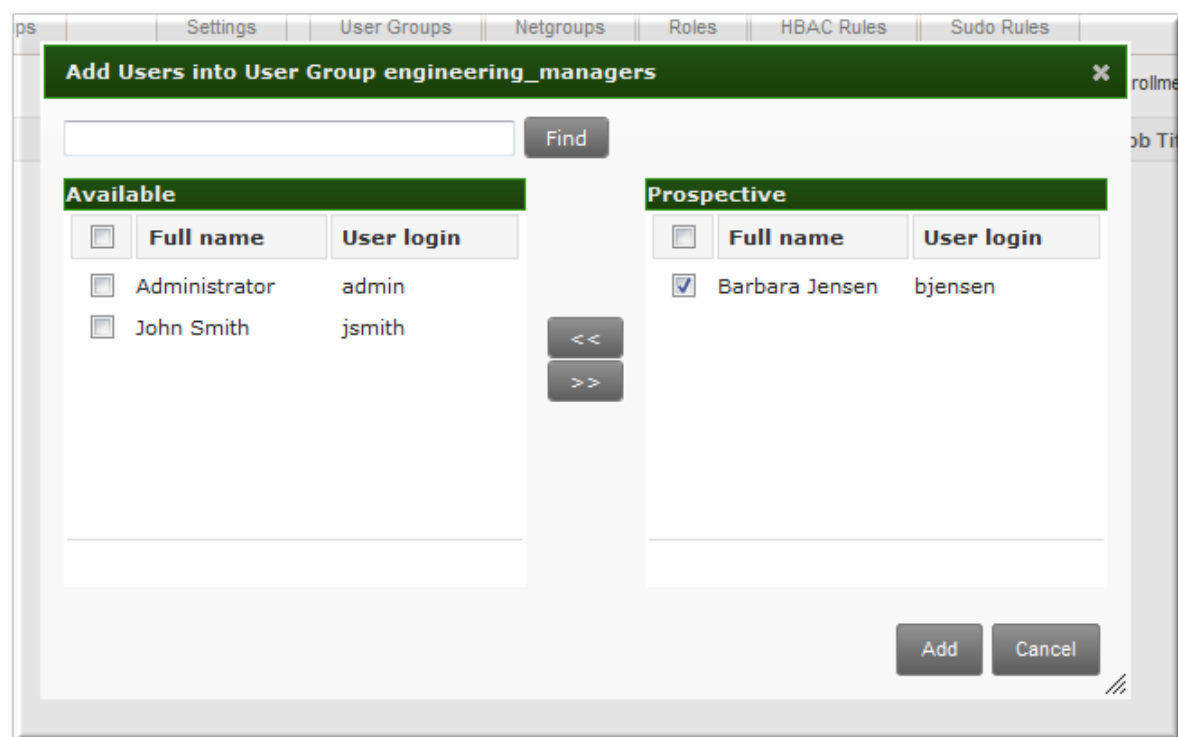 ps Settings User Groups Netgroups Roles HBAC Rules Sudo Rules
Add Users into User Group engineering_managers
Find
Available
Full name User login
Administrator admin
John Smith jsmith
<<
>>
Prospective
Full name User login
Barbara Jensen bjensen
Add Cancel